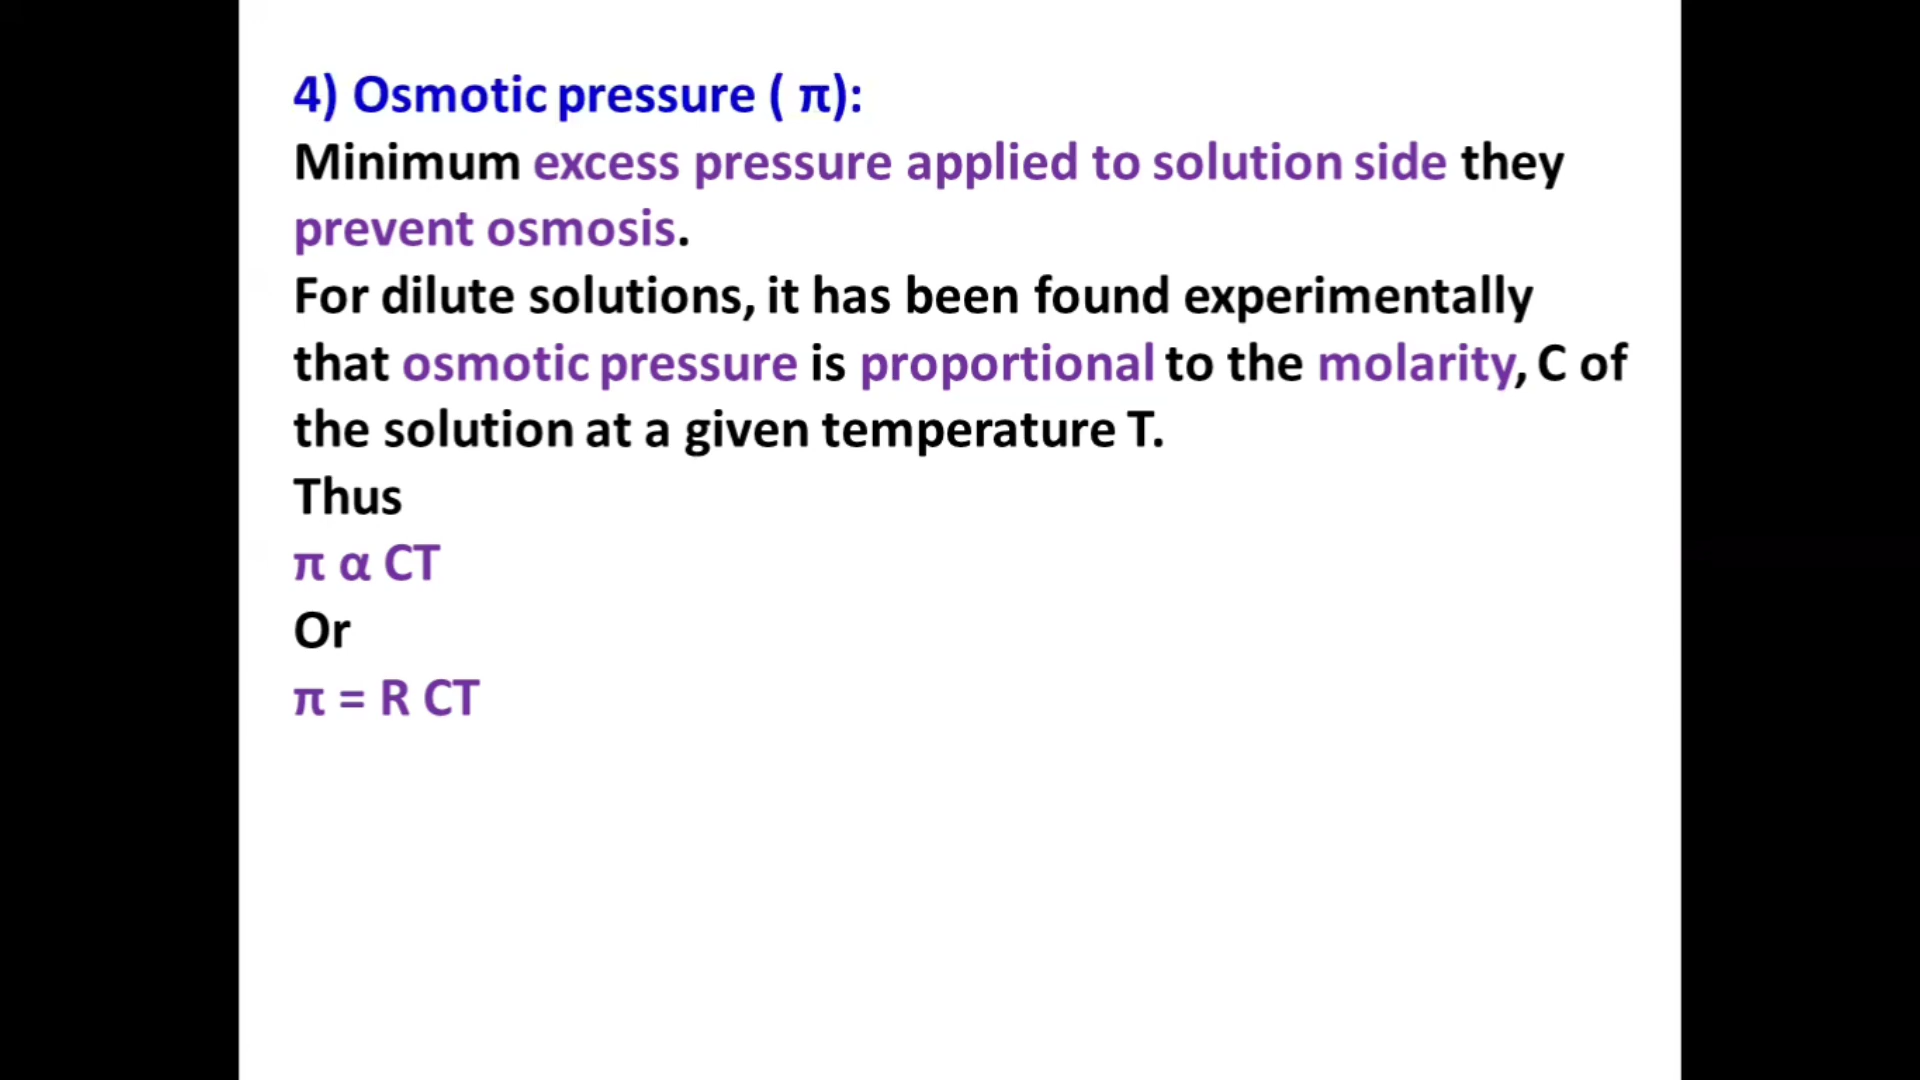 4) Osmotic pressure ( π):
Minimum excess pressure applied to solution side they
prevent osmosis.
For dilute solutions, it has been found experimentally
that osmotic pressure is proportional to the molarity, C of
the solution at a given temperature T.
Thus
π α CT
Or
π = R CT